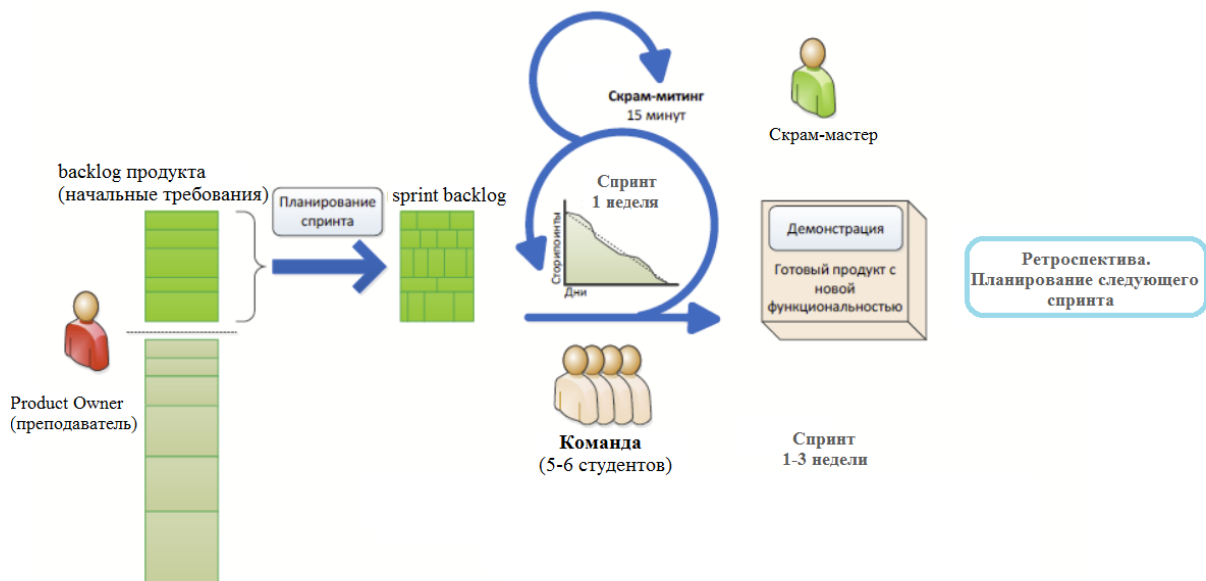 Скрам-митинг
15 минут
Скрам-мастер
backlog продукта
(начальные требования)
Планирование
спринта
sprint backlog
Спринт
1 неделя
Сторипоинты
Дни
Демонстрация
Готовый продукт с
новой
функциональностью
Ретроспектива.
Планирование следующего
спринта
Product Owner
(преподаватель)
Команда
(5-6 студентов)
Спринт
1-3 недели